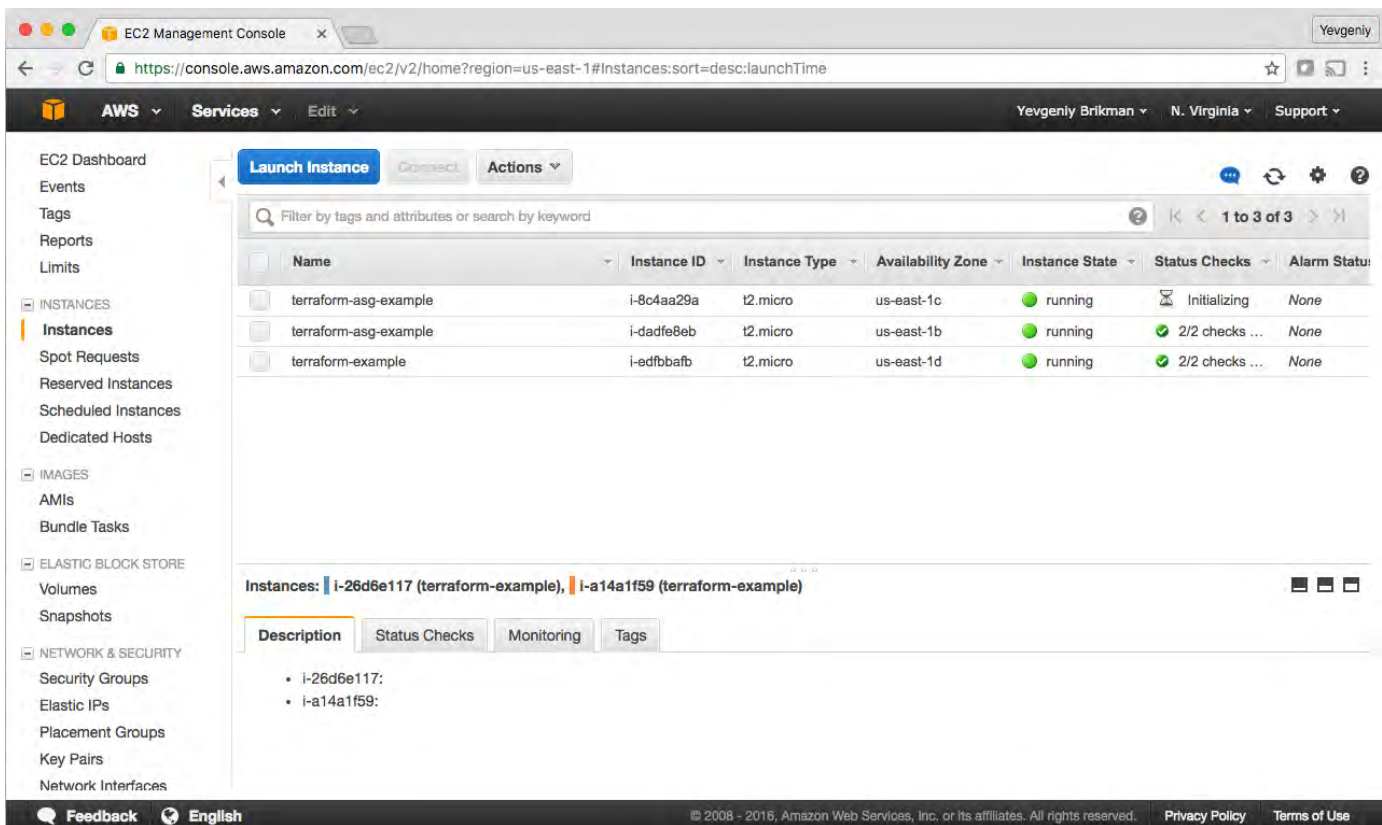 EC2 Management Console
Yevgeniy
https://console.aws.amazon.com/ec2/v2/home?region=us-east-1#Instances:sort=desc:launchTime
AWS Services Edit Yevgeniy Brikman N. Virginia Support
EC2 Dashboard
Events
Tags
Reports
Limits
INSTANCES
Instances
Spot Requests
Reserved Instances
Scheduled Instances
Dedicated Hosts
IMAGES
AMIs
Bundle Tasks
ELASTIC BLOCK STORE
Volumes
Snapshots
NETWORK & SECURITY
Security Groups
Elastic IPs
Placement Groups
Key Pairs
Network Interfaces
Launch Instance Connect Actions
Filter by tags and attributes or search by keyword 1 to 3 of 3
Name Instance ID Instance Type Availability Zone Instance State Status Checks Alarm Status
terraform-asg-example i-8c4aa29a t2.micro us-east-1c running Initializing None
terraform-asg-example i-dadfe8eb t2.micro us-east-1b running 2/2 checks ... None
terraform-example i-edfbbafb t2.micro us-east-1d running 2/2 checks ... None
Instances: i-26d6e117 (terraform-example), i-a14a1f59 (terraform-example)
Description Status Checks Monitoring Tags
• i-26d6e117:
• i-a14a1f59:
Feedback English © 2008 - 2016, Amazon Web Services, Inc. or its affiliates. All rights reserved. Privacy Policy Terms of Use